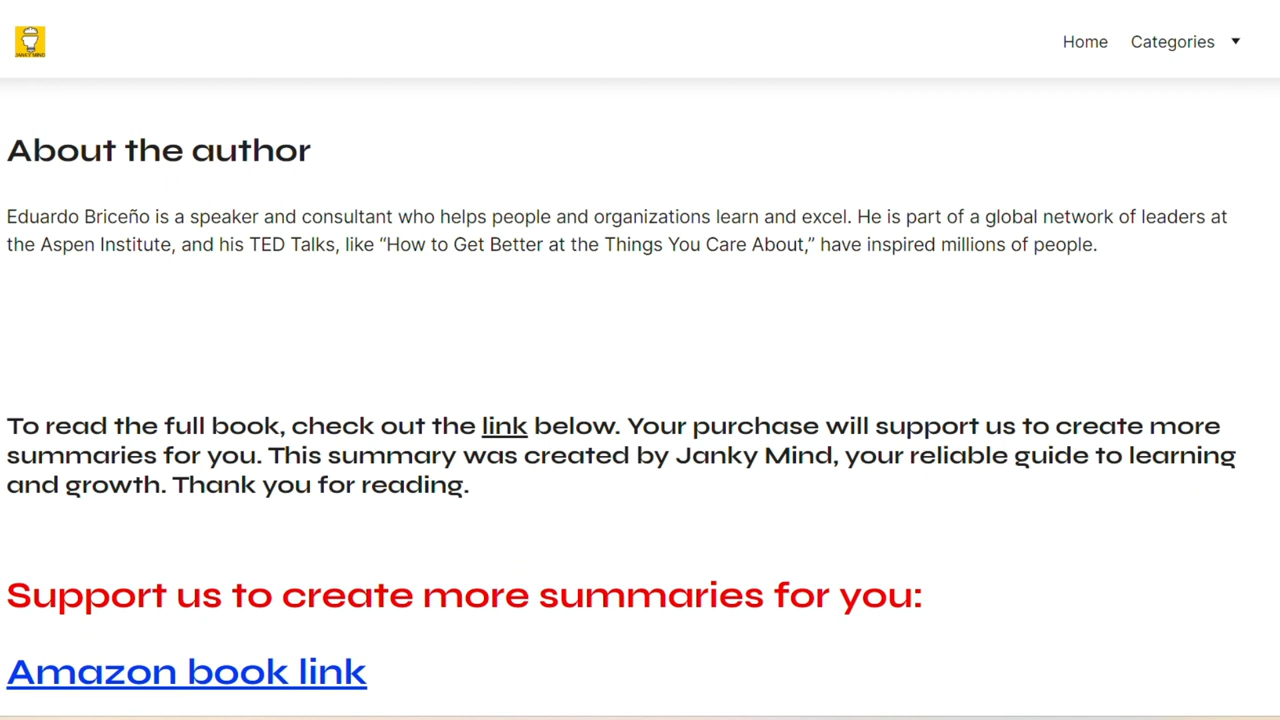 JANKY MIND
Home Categories
About the author
Eduardo Briceño is a speaker and consultant who helps people and organizations learn and excel. He is part of a global network of leaders at
the Aspen Institute, and his TED Talks, like “How to Get Better at the Things You Care About,” have inspired millions of people.
To read the full book, check out the link below. Your purchase will support us to create more
summaries for you. This summary was created by Janky Mind, your reliable guide to learning
and growth. Thank you for reading.
Support us to create more summaries for you:
Amazon book link